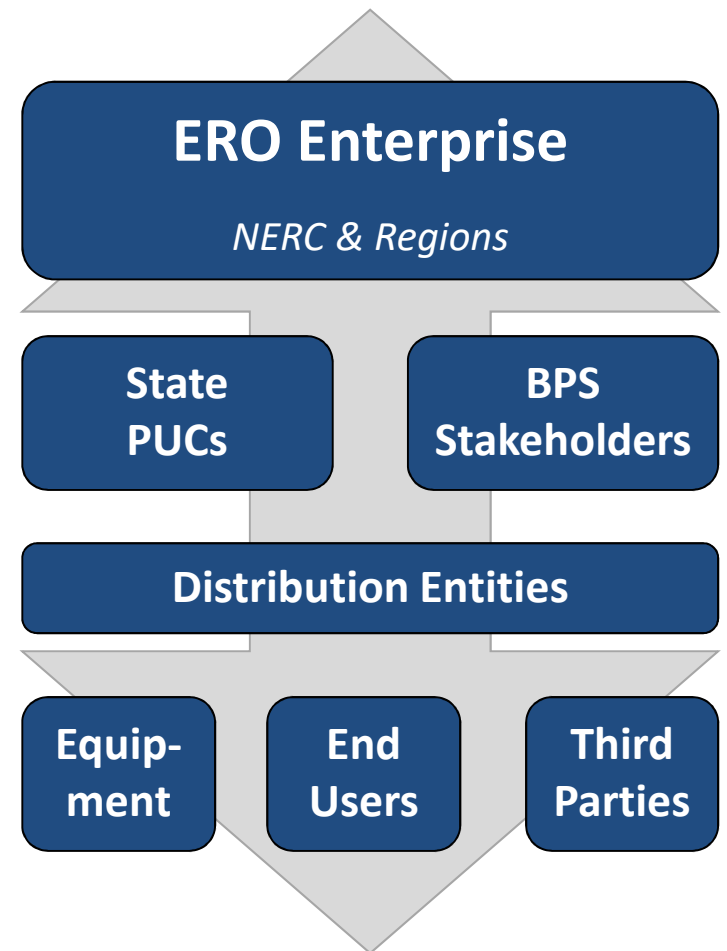 ERO Enterprise
NERC & Regions
State
PUCs
BPS
Stakeholders
Distribution Entities
Equip-
ment
End
Users
Third
Parties